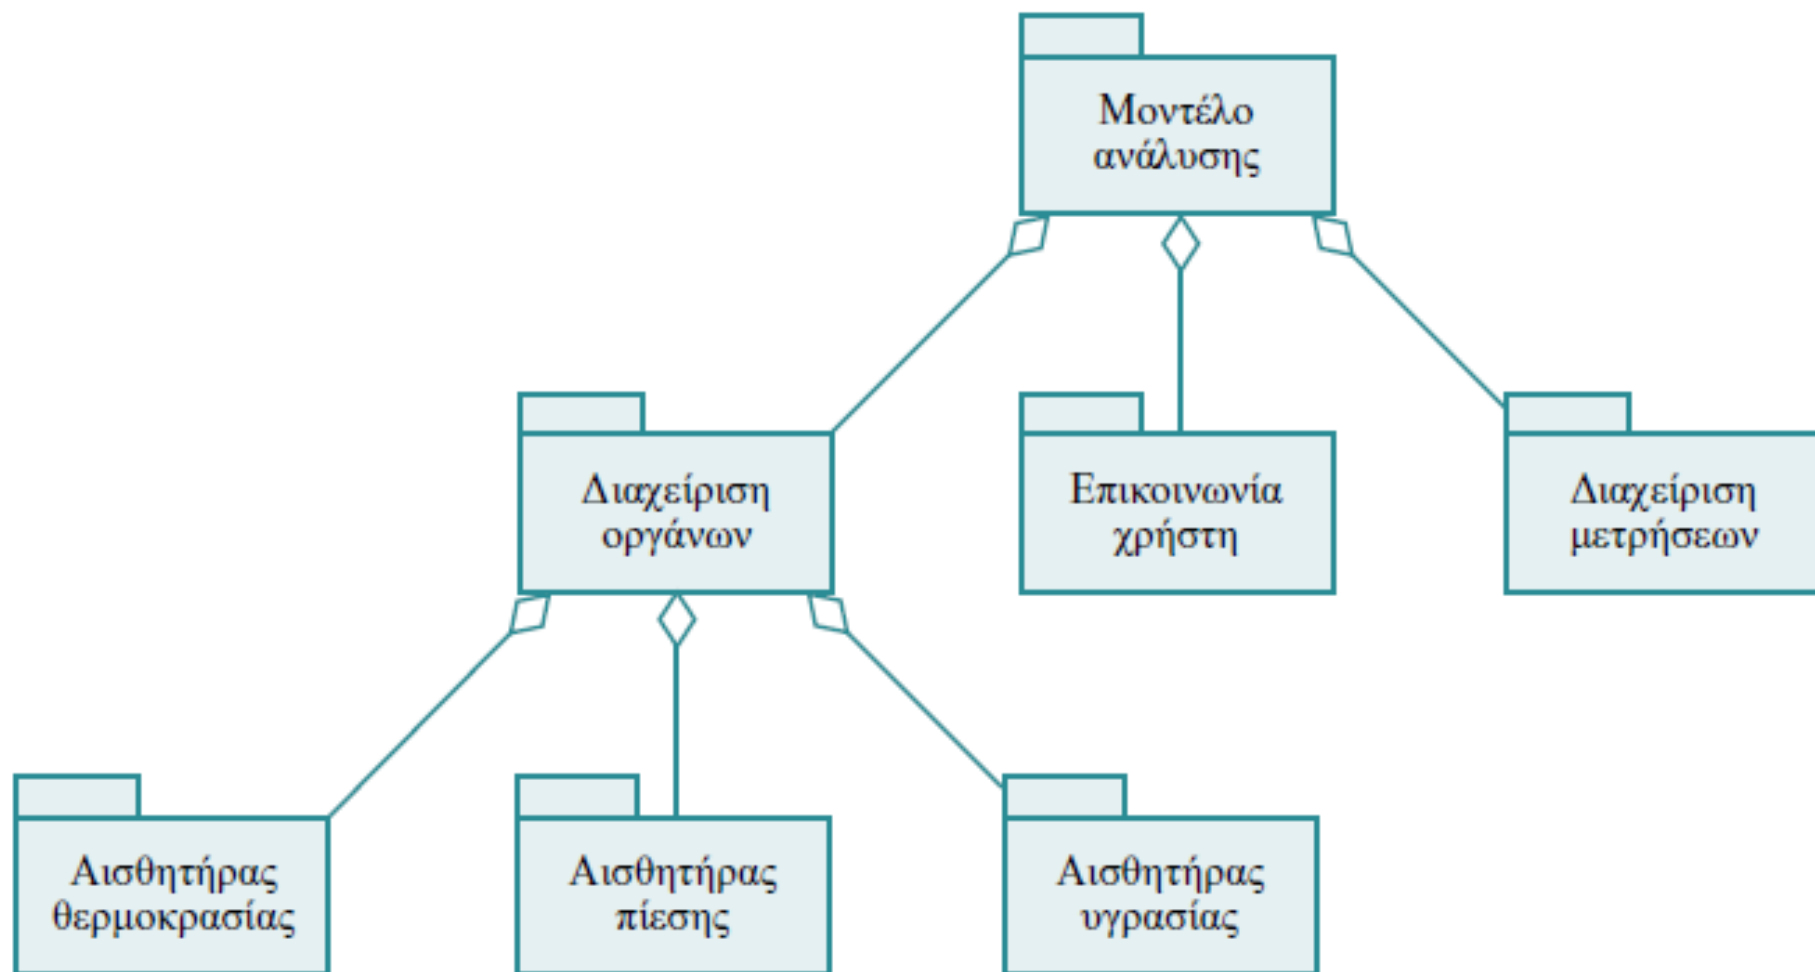 Μοντέλο
ανάλυσης
Διαχείριση
οργάνων
Επικοινωνία
χρήστη
Διαχείριση
μετρήσεων
Αισθητήρας
θερμοκρασίας
Αισθητήρας
πίεσης
Αισθητήρας
υγρασίας